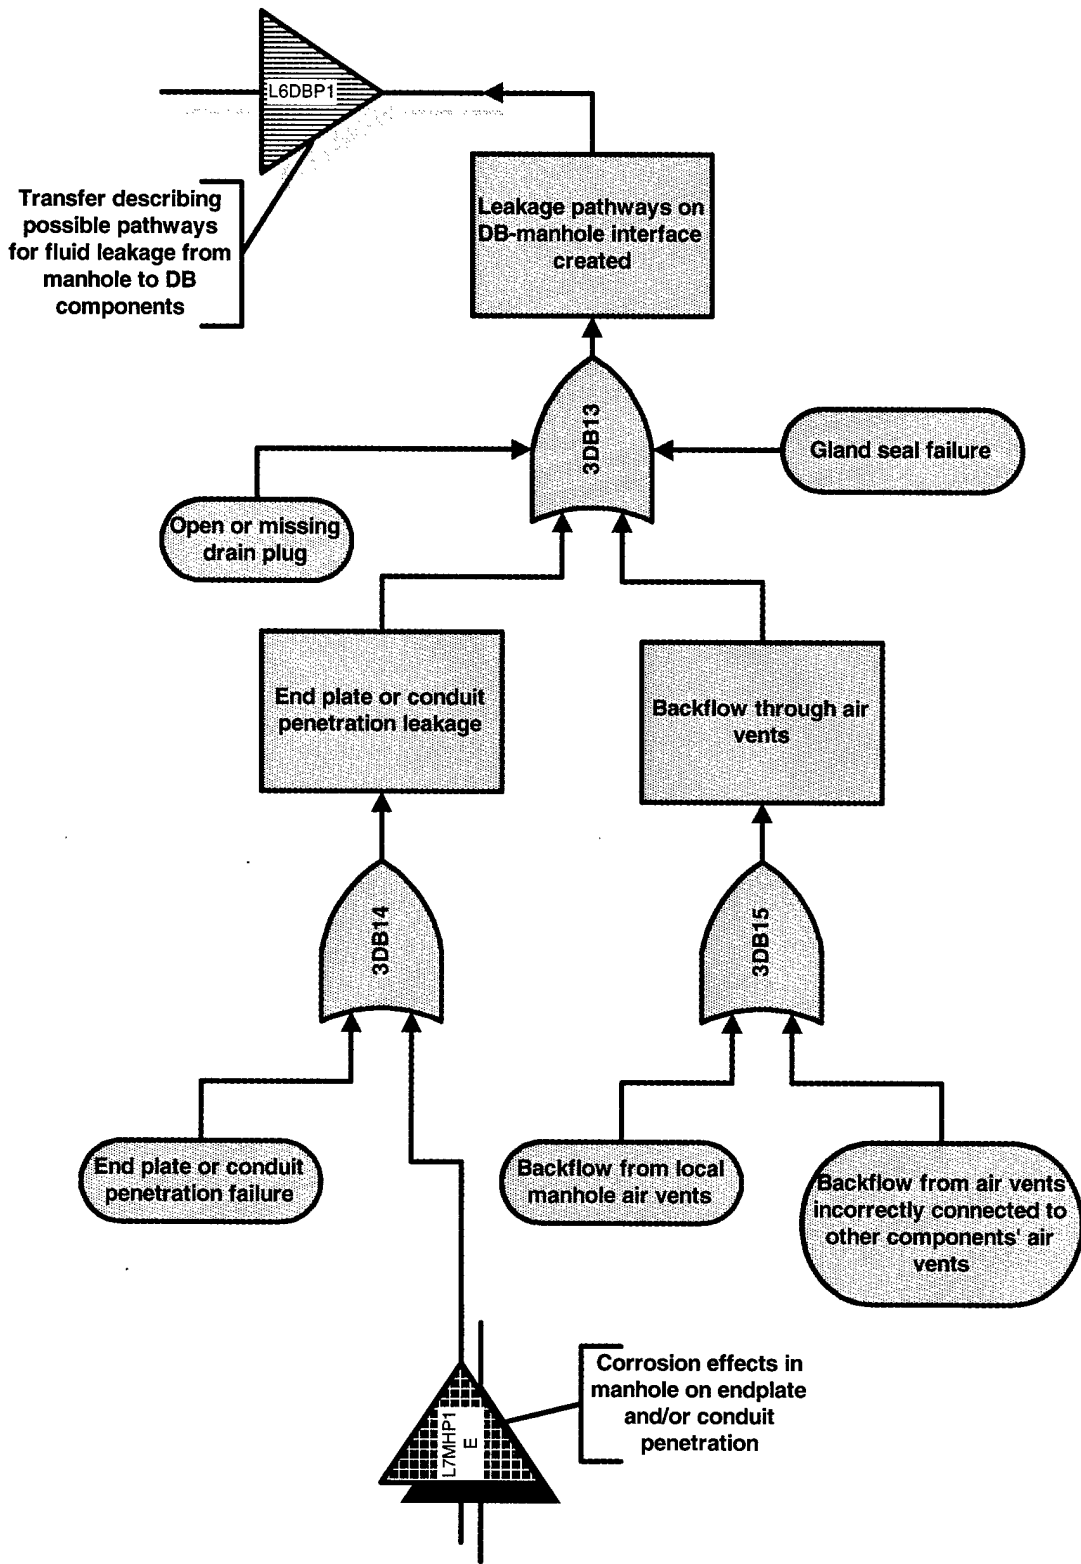 L6DBP1
Transfer describing
possible pathways
for fluid leakage from
manhole to DB
components
Leakage pathways on
DB-manhole interface
created
3DB13
Gland seal failure
Open or missing
drain plug
End plate or conduit
penetration leakage
Backflow through air
vents
3DB14
3DB15
End plate or conduit
penetration failure
Backflow from local
manhole air vents
Backflow from air vents
incorrectly connected to
other components' air
vents
L7MHP1
E
Corrosion effects in
manhole on endplate
and/or conduit
penetration